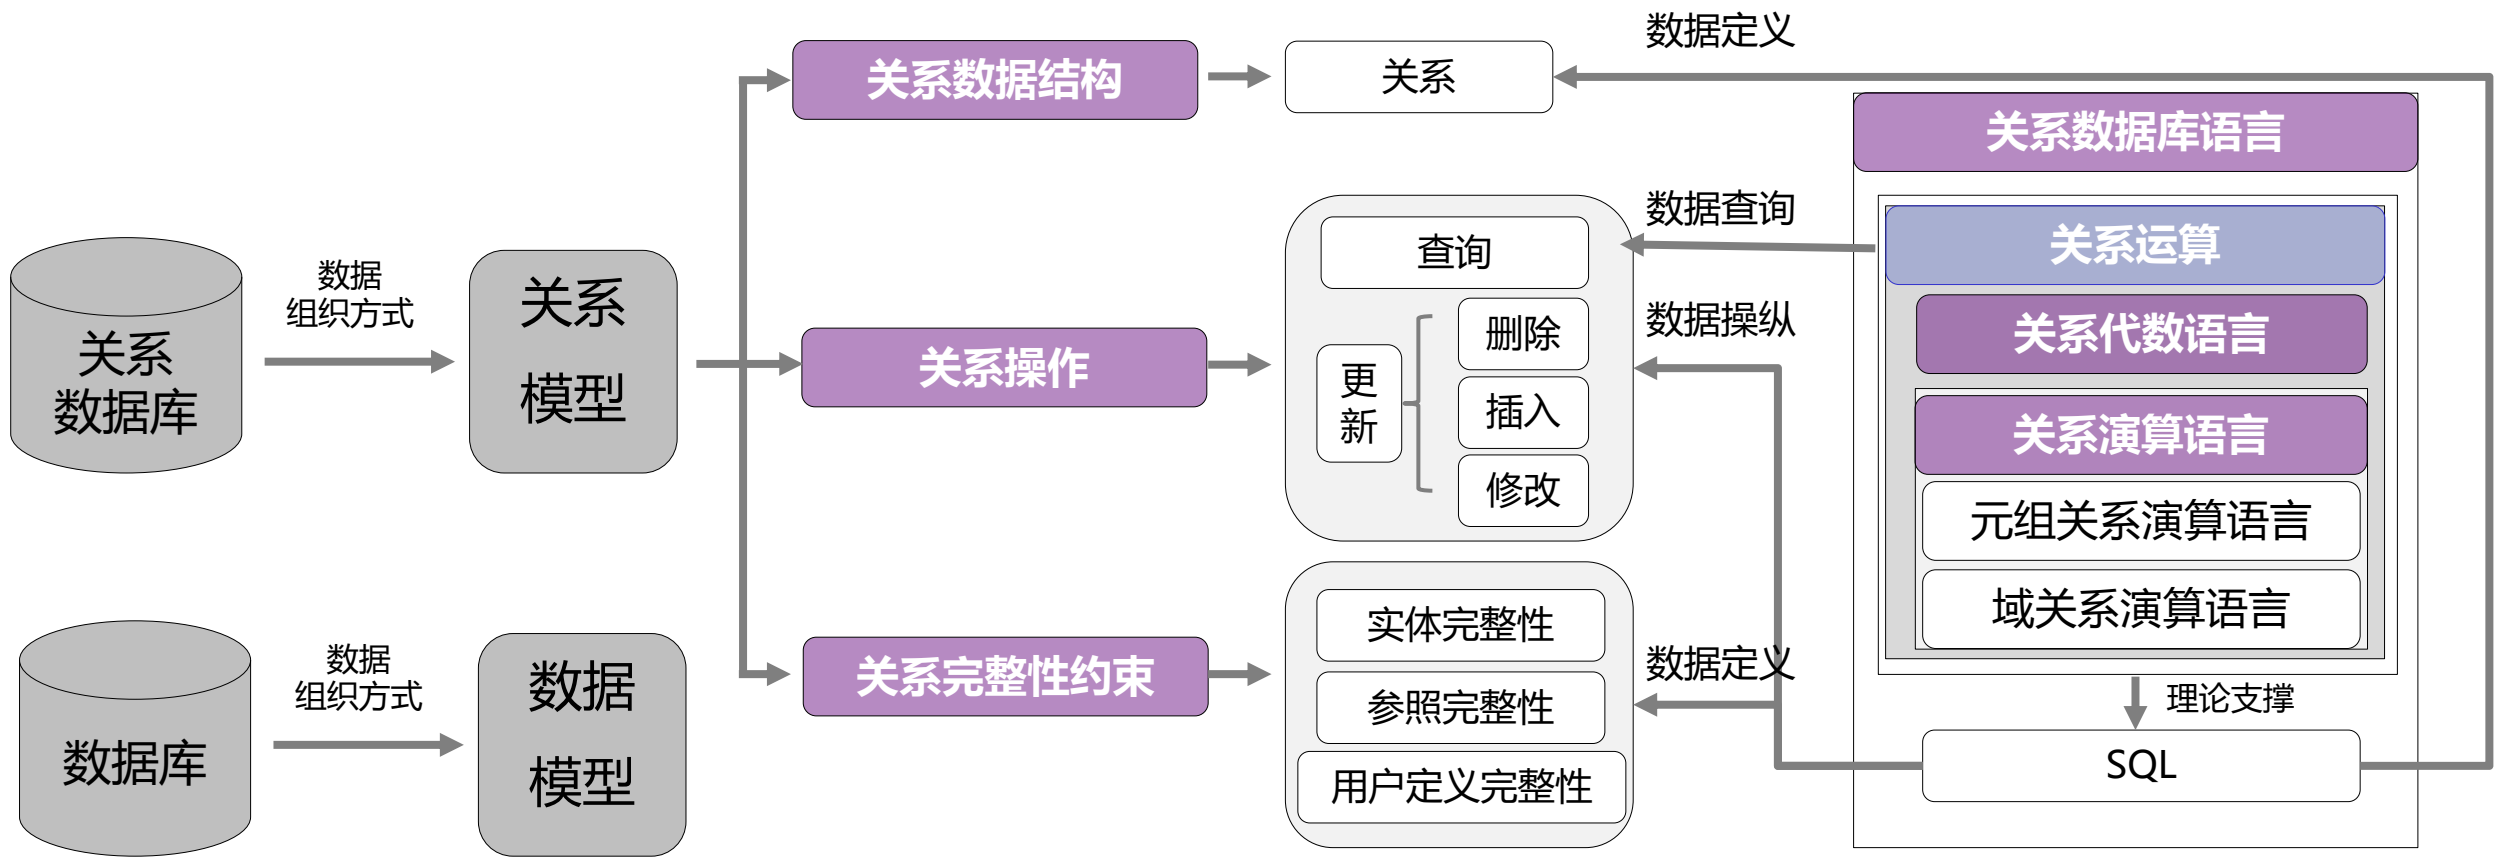 关系
数据库
数据
组织方式
关系
模型
数据库
数据
组织方式
数据
模型
关系数据结构
关系操作
关系完整性约束
关系
查询
更
新
删除
插入
修改
实体完整性
参照完整性
用户定义完整性
数据定义
数据查询
数据操纵
数据定义
关系数据库语言
关系运算
关系代数语言
关系演算语言
元组关系演算语言
域关系演算语言
理论支撑
SQL